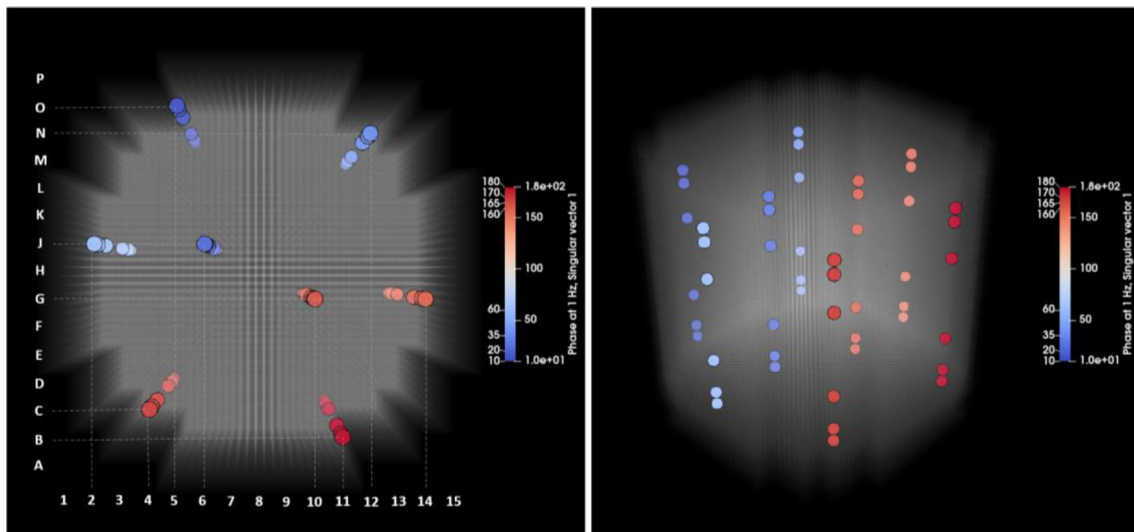 P
O
N
M
L
K
J
H
G
F
E
D
C
B
A
1 2 3 4 5 6 7 8 9 10 11 12 13 14 15
180
170
165
160
60
35
20
10
1.8e+02
150
100
50
1.0e+01
Phase at 1 Hz, Singular vector 1
180
170
165
160
60
35
20
10
1.8e+02
150
100
50
1.0e+01
Phase at 1 Hz, Singular vector 1